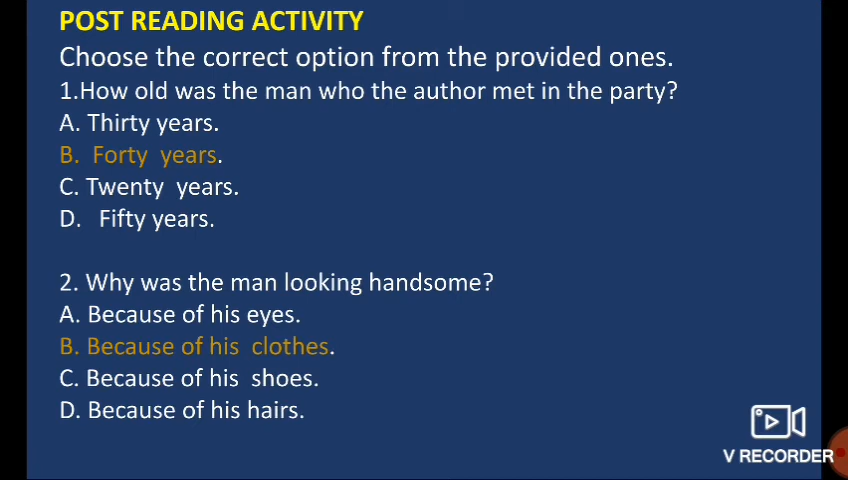 POST READING ACTIVITY
Choose the correct option from the provided ones.
1.How old was the man who the author met in the party?
A. Thirty years.
B. Forty years.
C. Twenty years.
D. Fifty years.
2. Why was the man looking handsome?
A. Because of his eyes.
B. Because of his clothes.
C. Because of his shoes.
D. Because of his hairs.
V RECORDER